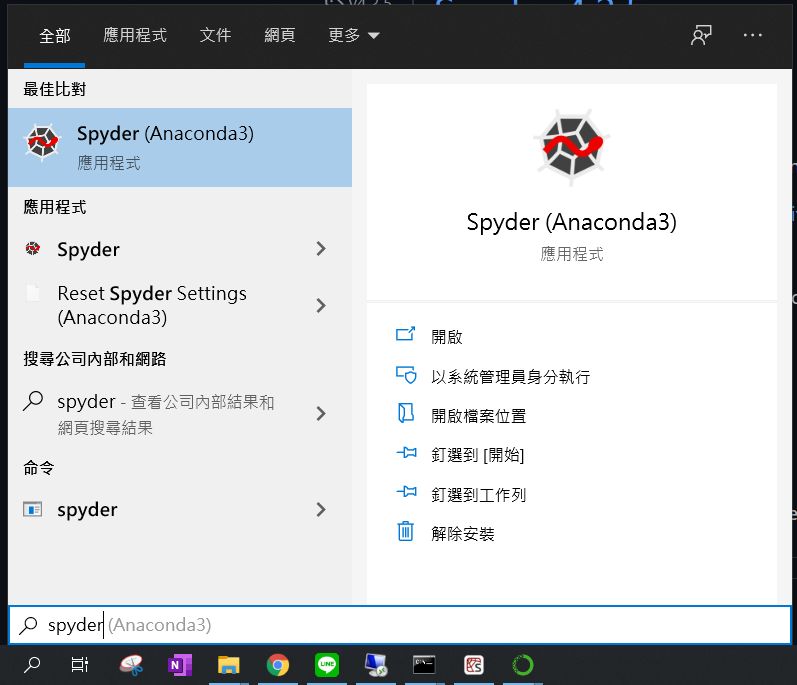 全部
應用程式
文件
網頁
更多
最佳比對
Spyder (Anaconda3)
應用程式
應用程式
Spyder
Reset Spyder Settings
(Anaconda3)
搜尋公司內部和網路
spyder - 查看公司內部結果和
網頁搜尋結果
命令
spyder
Spyder (Anaconda3)
應用程式
開啟
以系統管理員身分執行
開啟檔案位置
釘選到 [開始]
釘選到工作列
解除安裝
spyder (Anaconda3)
LINE